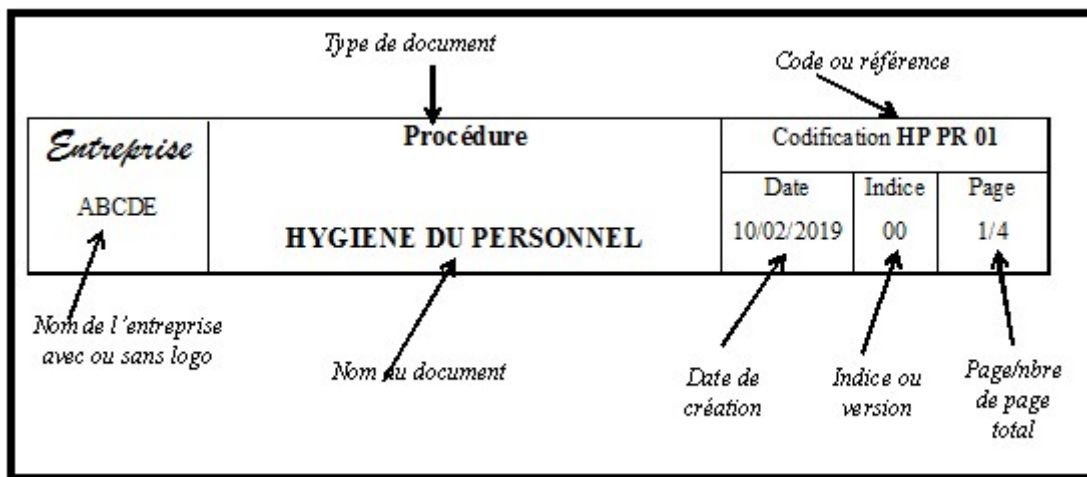 Type de document
Code ou référence
Entreprise
ABCDE
Procédure
HYGIENE DU PERSONNEL
Codification HP PR 01
Date Indice Page
10/02/2019 00 1/4
Nom de l'entreprise
avec ou sans logo
Nom du document
Date de
création
Indice ou
version
Page/nbre
de page
total